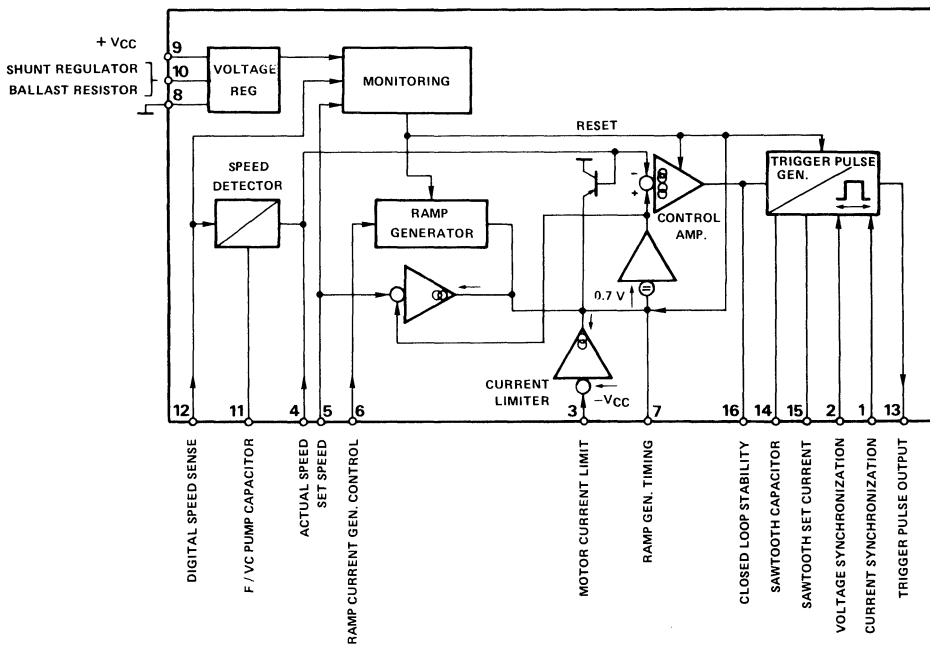 + VCC
9
SHUNT REGULATOR
10
BALLAST RESISTOR
8
VOLTAGE
REG
MONITORING
RESET
SPEED
DETECTOR
RAMP
GENERATOR
-
+
CONTROL
AMP.
TRIGGER PULSE
GEN.
0.7 V
=
CURRENT
LIMITER
−VCC
12
11
4
5
6
3
7
16
14
15
2
1
13
DIGITAL SPEED SENSE
F / VC PUMP CAPACITOR
ACTUAL SPEED
SET SPEED
RAMP CURRENT GEN. CONTROL
MOTOR CURRENT LIMIT
RAMP GEN. TIMING
CLOSED LOOP STABILITY
SAWTOOTH CAPACITOR
SAWTOOTH SET CURRENT
VOLTAGE SYNCHRONIZATION
CURRENT SYNCHRONIZATION
TRIGGER PULSE OUTPUT